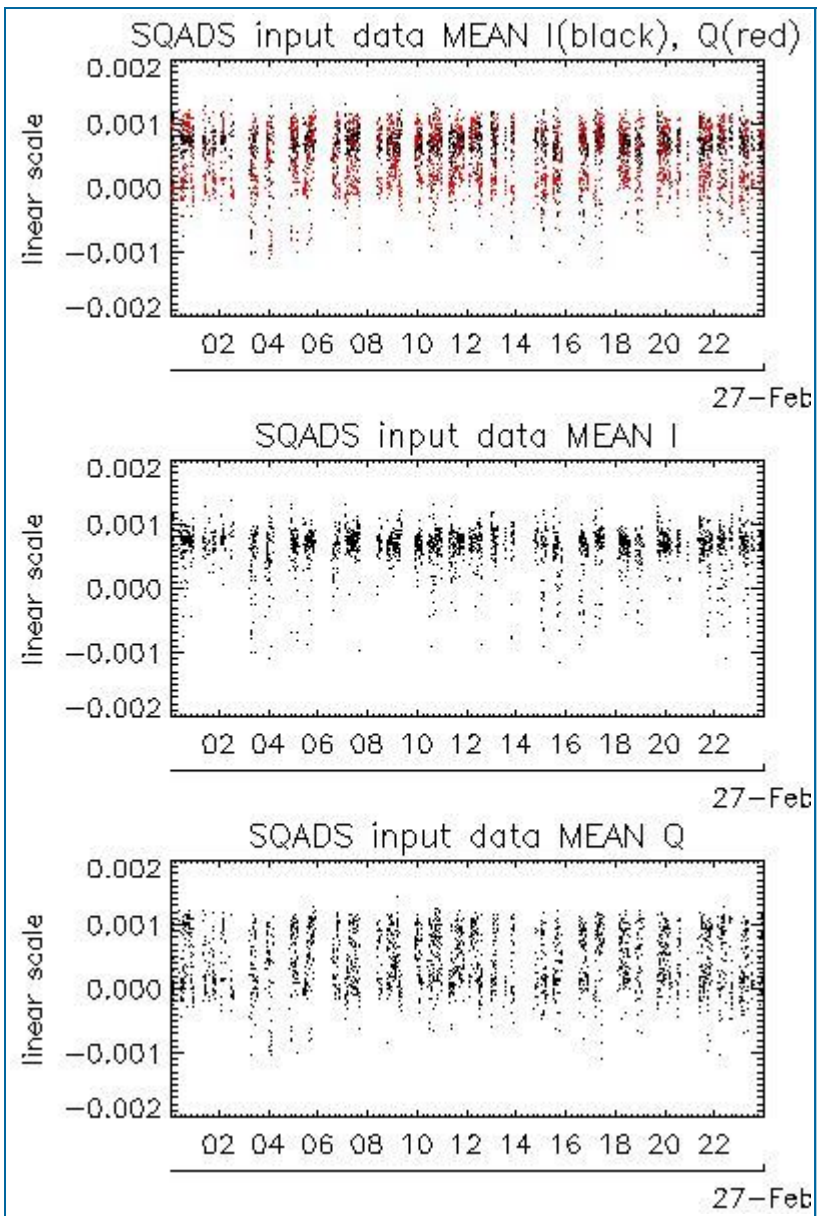 SQADS input data MEAN I(black), Q(red)
0.002
0.001
0.000
−0.001
−0.002
linear scale
02 04 06 08 10 12 14 16 18 20 22
27−Feb
SQADS input data MEAN I
0.002
0.001
0.000
−0.001
−0.002
linear scale
02 04 06 08 10 12 14 16 18 20 22
27−Feb
SQADS input data MEAN Q
0.002
0.001
0.000
−0.001
−0.002
linear scale
02 04 06 08 10 12 14 16 18 20 22
27−Feb